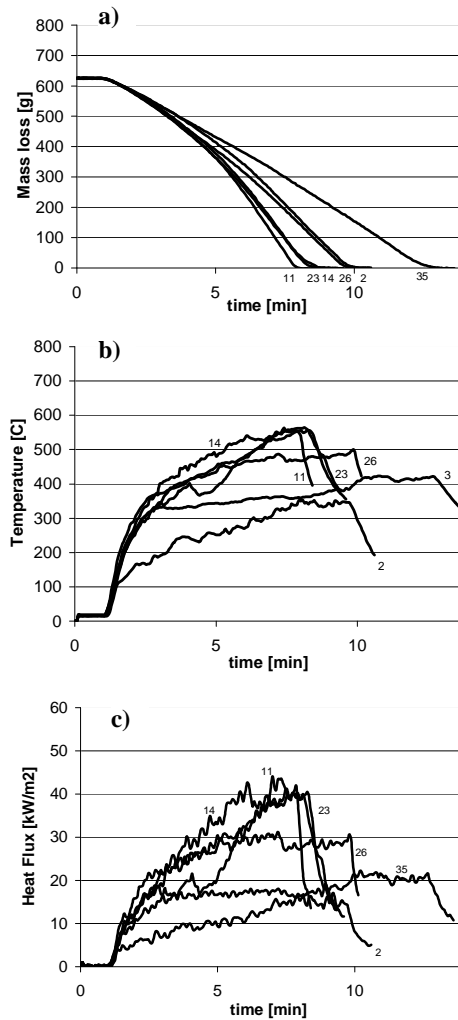 a)
800
700
600
500
400
300
200
100
0
Mass loss [g]
0 5 10
11 23 14 26 2 35
time [min]
b)
800
700
600
500
400
300
200
100
0
Temperature [C]
14
11
23
26
3
2
0 5 10
time [min]
c)
60
50
40
30
20
10
0
Heat Flux [kW/m2]
11
14
23
26
35
2
0 5 10
time [min]